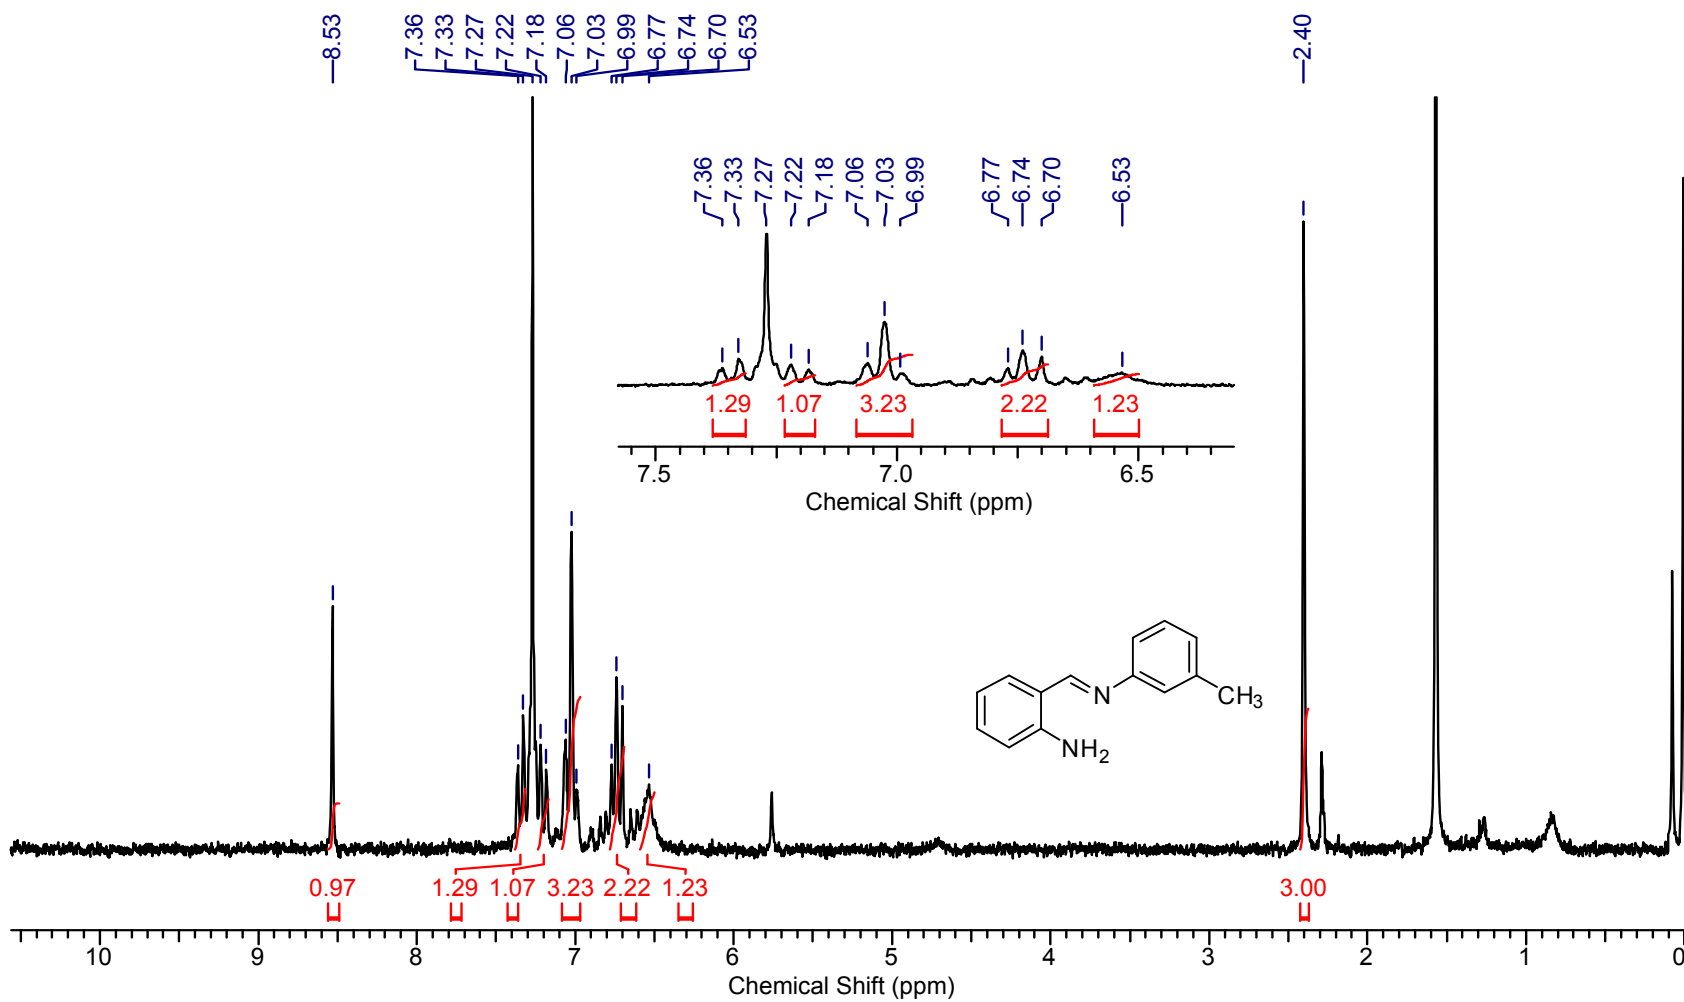 8.53
7.36
7.33
7.27
7.22
7.18
7.06
7.03
6.99
6.77
6.74
6.70
6.53
2.40
7.36
7.33
7.27
7.22
7.18
7.06
7.03
6.99
6.77
6.74
6.70
6.53
1.29 1.07 3.23 2.22 1.23
7.5 7.0 6.5
Chemical Shift (ppm)
N
CH3
NH2
0.97 1.29 1.07 3.23 2.22 1.23 3.00
10 9 8 7 6 5 4 3 2 1 0
Chemical Shift (ppm)